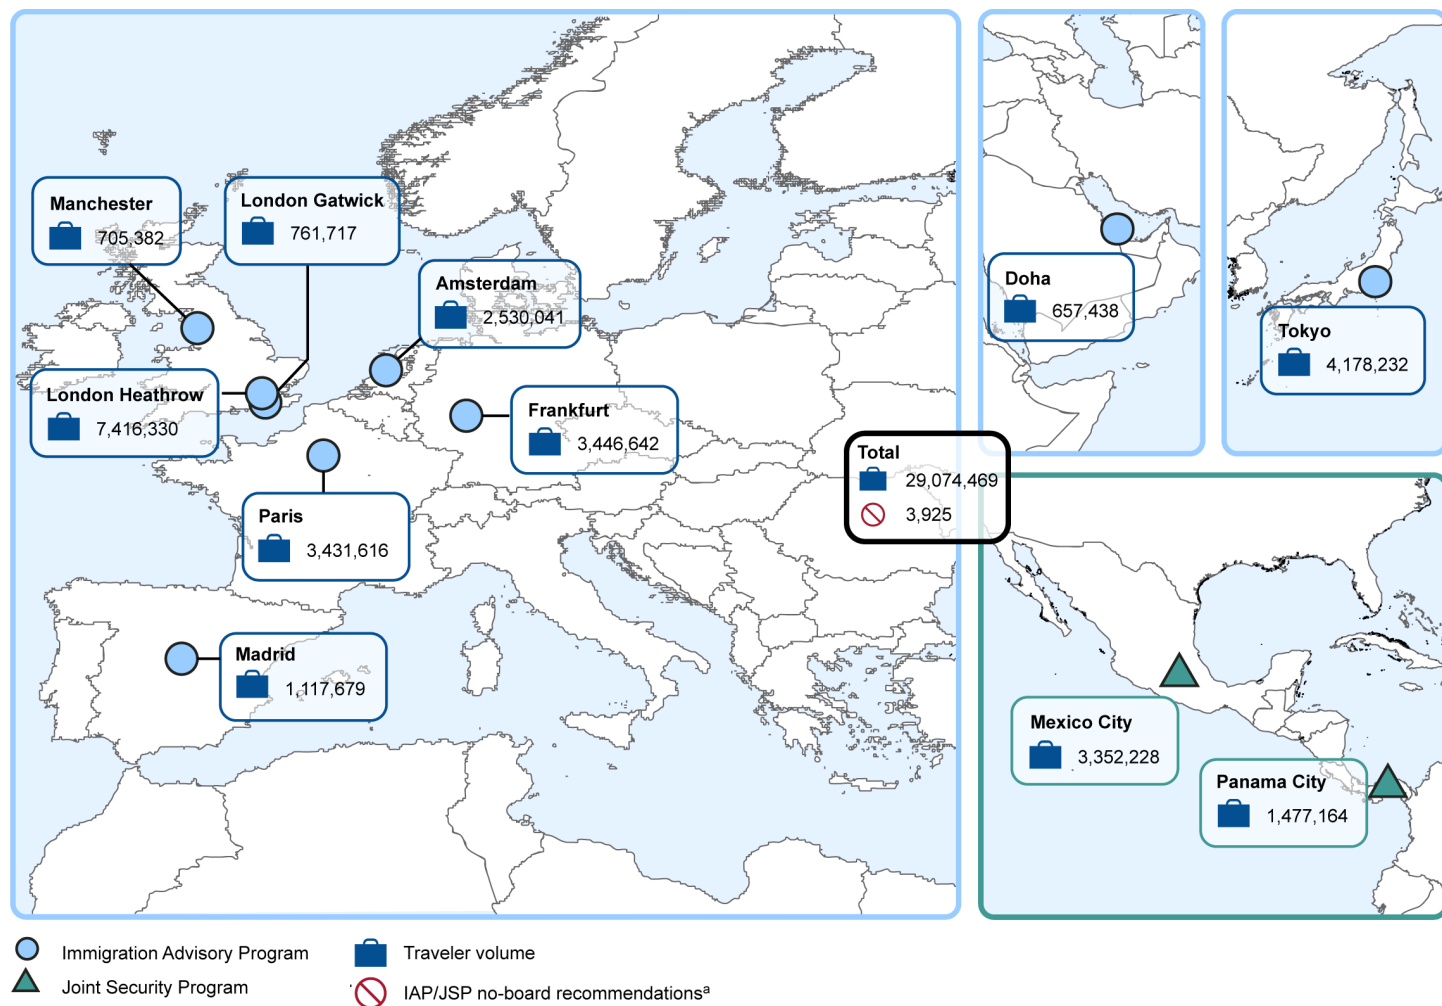 Manchester
705,382
London Gatwick
761,717
Amsterdam
2,530,041
London Heathrow
7,416,330
Frankfurt
3,446,642
Paris
3,431,616
Madrid
1,117,679
Doha
657,438
Tokyo
4,178,232
Total
29,074,469
3,925
Mexico City
3,352,228
Panama City
1,477,164
Immigration Advisory Program
Traveler volume
Joint Security Program
IAP/JSP no-board recommendationsᵃ